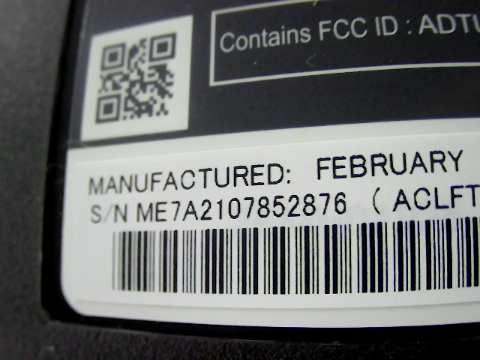 Contains FCC ID : ADTU
MANUFACTURED: FEBRUARY
S/N ME7A2107852876 ( ACLFT